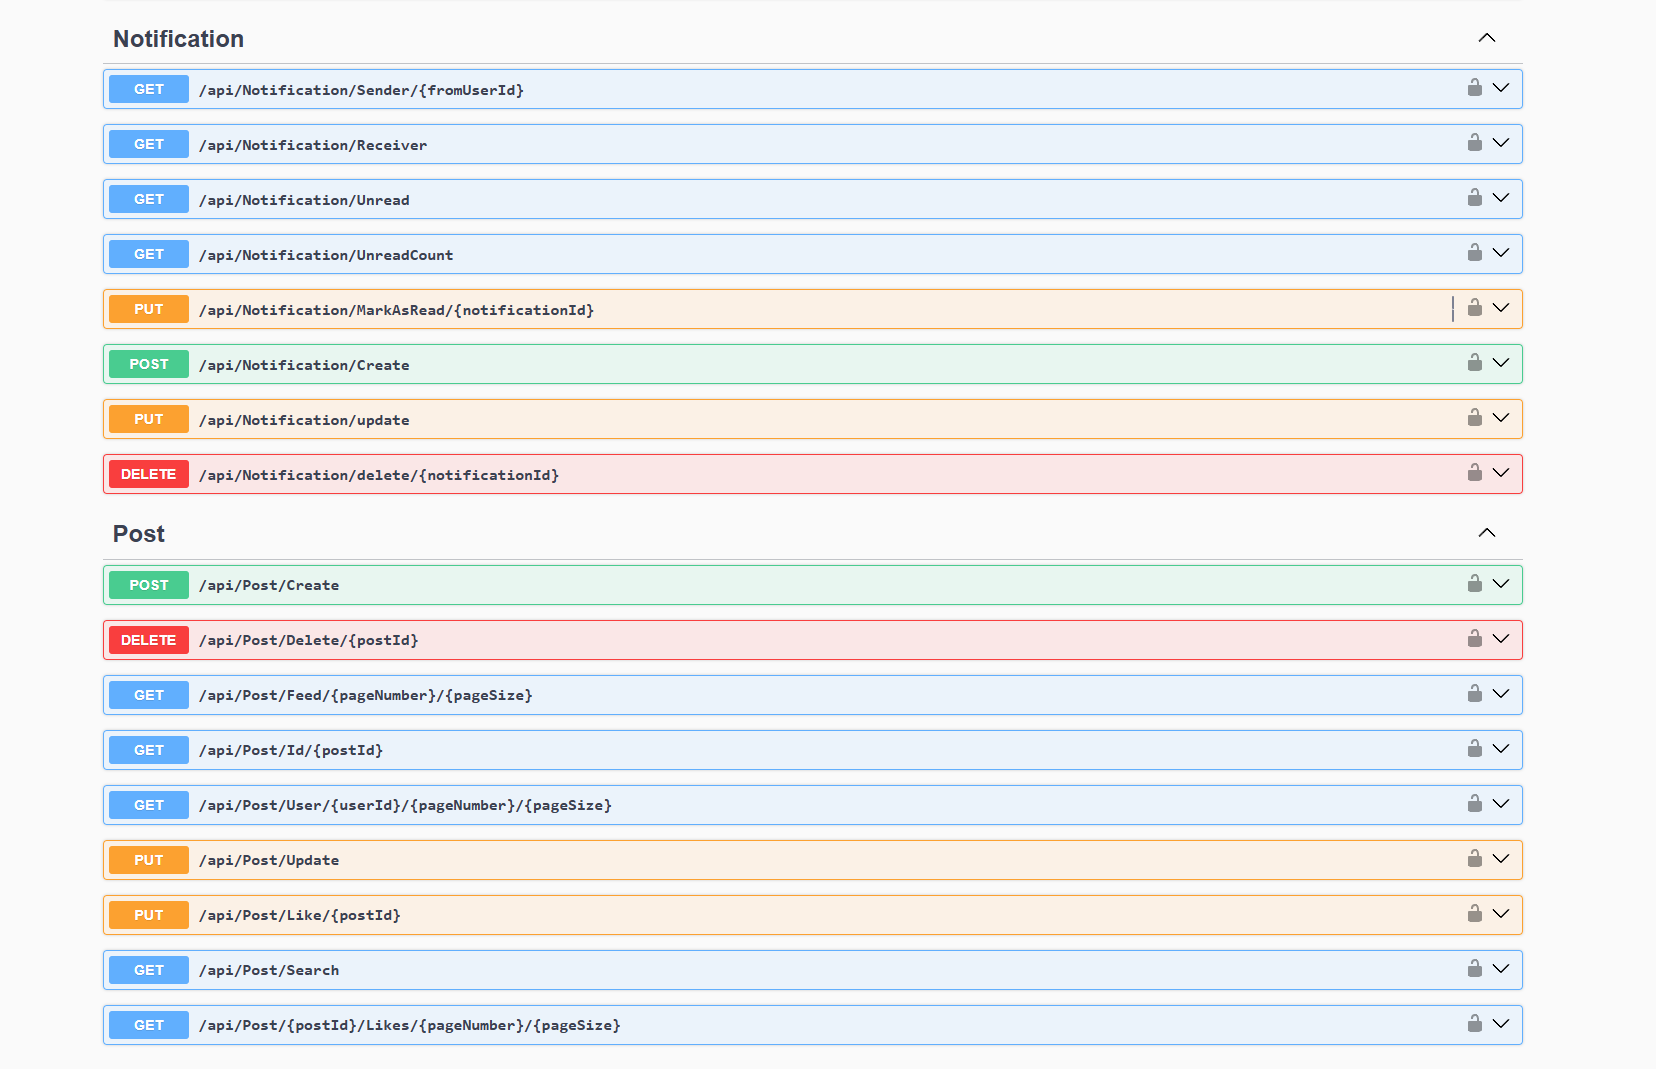 Notification
GET /api/Notification/Sender/{fromUserId}
GET /api/Notification/Receiver
GET /api/Notification/Unread
GET /api/Notification/UnreadCount
PUT /api/Notification/MarkAsRead/{notificationId}
POST /api/Notification/Create
PUT /api/Notification/update
DELETE /api/Notification/delete/{notificationId}
Post
POST /api/Post/Create
DELETE /api/Post/Delete/{postId}
GET /api/Post/Feed/{pageNumber}/{pageSize}
GET /api/Post/Id/{postId}
GET /api/Post/User/{userId}/{pageNumber}/{pageSize}
PUT /api/Post/Update
PUT /api/Post/Like/{postId}
GET /api/Post/Search
GET /api/Post/{postId}/Likes/{pageNumber}/{pageSize}